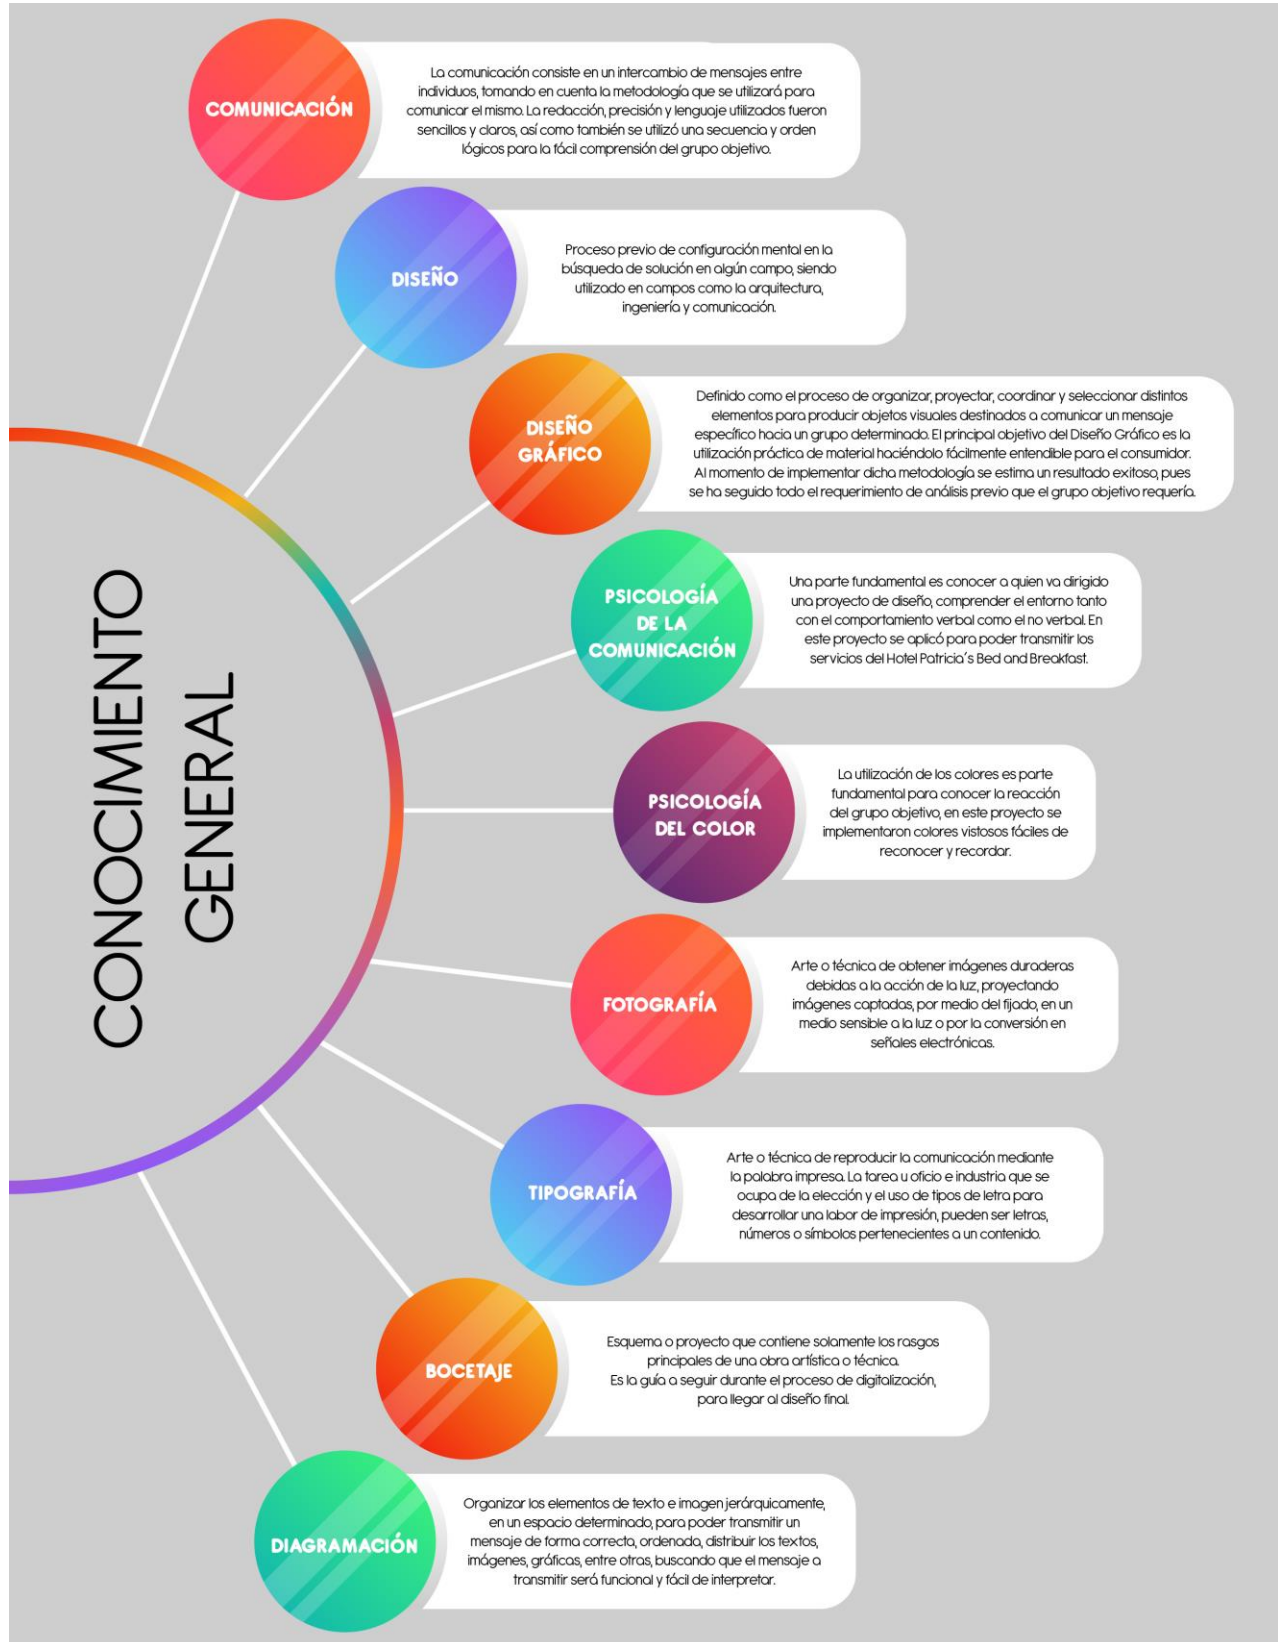 COMUNICACIÓN
La comunicación consiste en un intercambio de mensajes entre
individuos, tomando en cuenta la metodología que se utilizará para
comunicar el mismo. La redacción, precisión y lenguaje utilizados fueron
sencillos y claros, así como también se utilizó una secuencia y orden
lógicos para la fácil comprensión del grupo objetivo.
DISEÑO
Proceso previo de configuración mental en la
búsqueda de solución en algún campo, siendo
utilizado en campos como la arquitectura,
ingeniería y comunicación.
DISEÑO
GRÁFICO
Definido como el proceso de organizar, proyectar, coordinar y seleccionar distintos
elementos para producir objetos visuales destinados a comunicar un mensaje
específico hacia un grupo determinado. El principal objetivo del Diseño Gráfico es la
utilización práctica de material haciéndolo fácilmente entendible para el consumidor.
Al momento de implementar dicha metodología se estima un resultado exitoso, pues
se ha seguido todo el requerimiento de análisis previo que el grupo objetivo requería.
CONOCIMIENTO
GENERAL
PSICOLOGÍA
DE LA
COMUNICACIÓN
Una parte fundamental es conocer a quien va dirigido
una proyecto de diseño, comprender el entorno tanto
con el comportamiento verbal como el no verbal. En
este proyecto se aplicó para poder transmitir los
servicios del Hotel Patricia´s Bed and Breakfast.
PSICOLOGÍA
DEL COLOR
La utilización de los colores es parte
fundamental para conocer la reacción
del grupo objetivo, en este proyecto se
implementaron colores vistosos fáciles de
reconocer y recordar.
FOTOGRAFÍA
Arte o técnica de obtener imágenes duraderas
debidas a la acción de la luz, proyectando
imágenes captadas, por medio del fijado, en un
medio sensible a la luz o por la conversión en
señales electrónicas.
TIPOGRAFÍA
Arte o técnica de reproducir la comunicación mediante
la palabra impresa. La tarea u oficio e industria que se
ocupa de la elección y el uso de tipos de letra para
desarrollar una labor de impresión, pueden ser letras,
números o símbolos pertenecientes a un contenido.
BOCETAJE
Esquema o proyecto que contiene solamente los rasgos
principales de una obra artística o técnica.
Es la guía a seguir durante el proceso de digitalización,
para llegar al diseño final.
DIAGRAMACIÓN
Organizar los elementos de texto e imagen jerárquicamente,
en un espacio determinado, para poder transmitir un
mensaje de forma correcta, ordenada, distribuir los textos,
imágenes, gráficas, entre otras, buscando que el mensaje a
transmitir será funcional y fácil de interpretar.